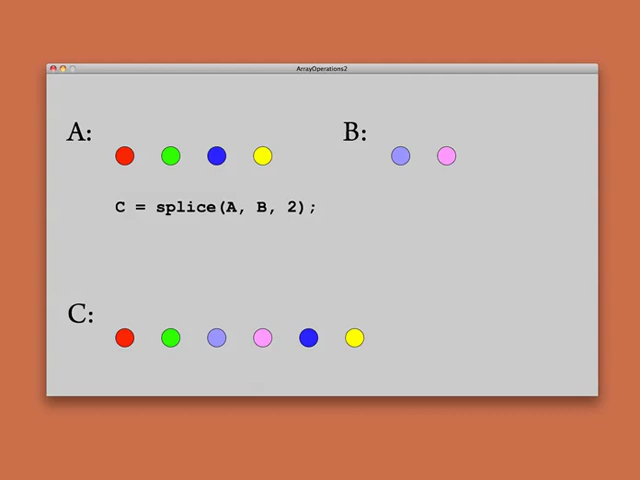 ArrayOperations2
A:
B:
C = splice(A, B, 2);
C: